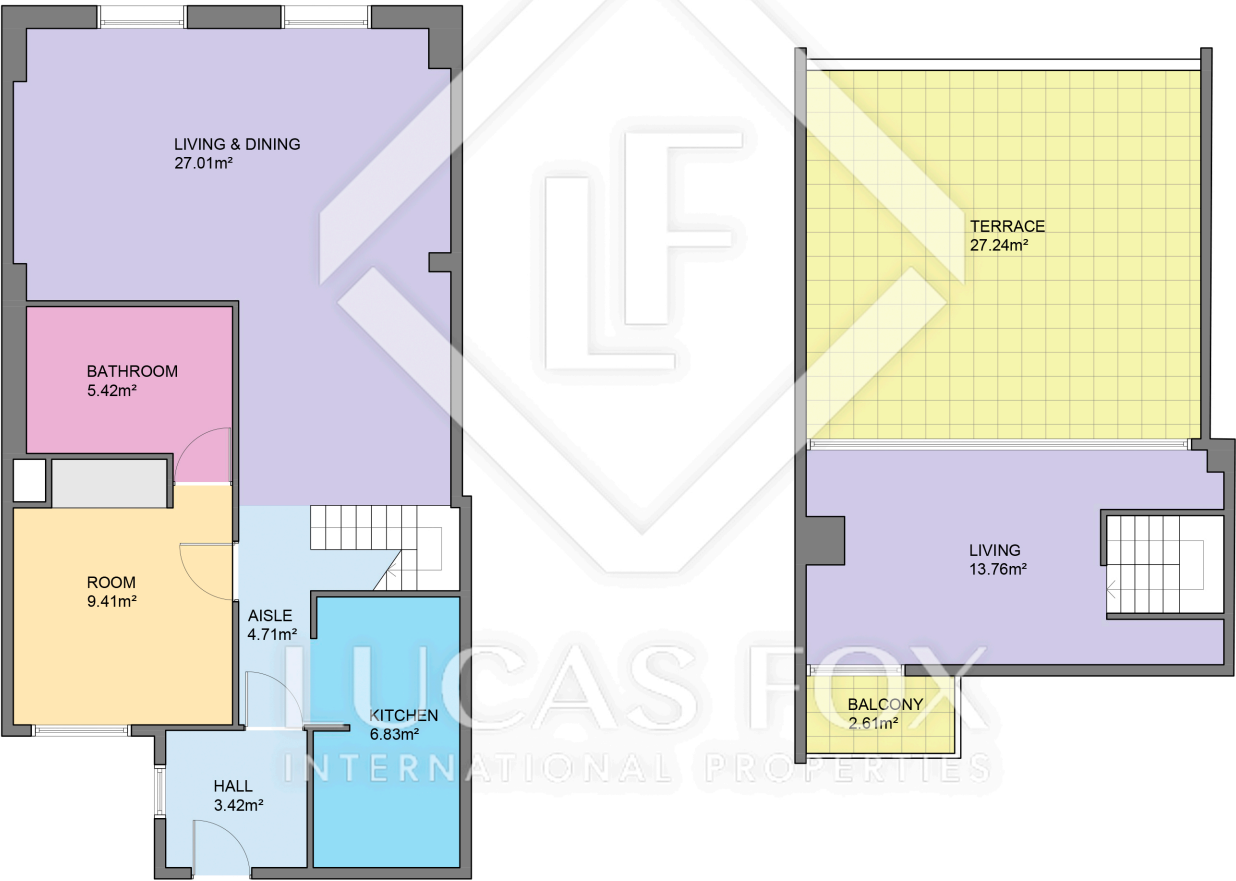 LIVING & DINING
27.01m²
BATHROOM
5.42m²
ROOM
9.41m²
AISLE
4.71m²
KITCHEN
6.83m²
HALL
3.42m²
TERRACE
27.24m²
LIVING
13.76m²
BALCONY
2.61m²
LF
LUCAS FOX
INTERNATIONAL PROPERTIES